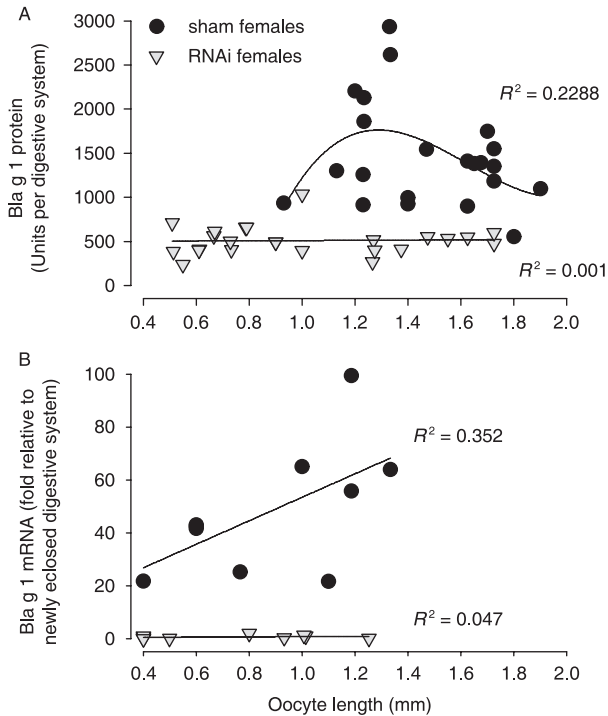 A
sham females
RNAi females
Bla g 1 protein
(Units per digestive system)
3000
2500
2000
1500
1000
500
0
R² = 0.2288
R² = 0.001
0.4 0.6 0.8 1.0 1.2 1.4 1.6 1.8 2.0
B
Bla g 1 mRNA (fold relative to
newly eclosed digestive system)
100
80
60
40
20
0
R² = 0.352
R² = 0.047
0.4 0.6 0.8 1.0 1.2 1.4 1.6 1.8 2.0
Oocyte length (mm)